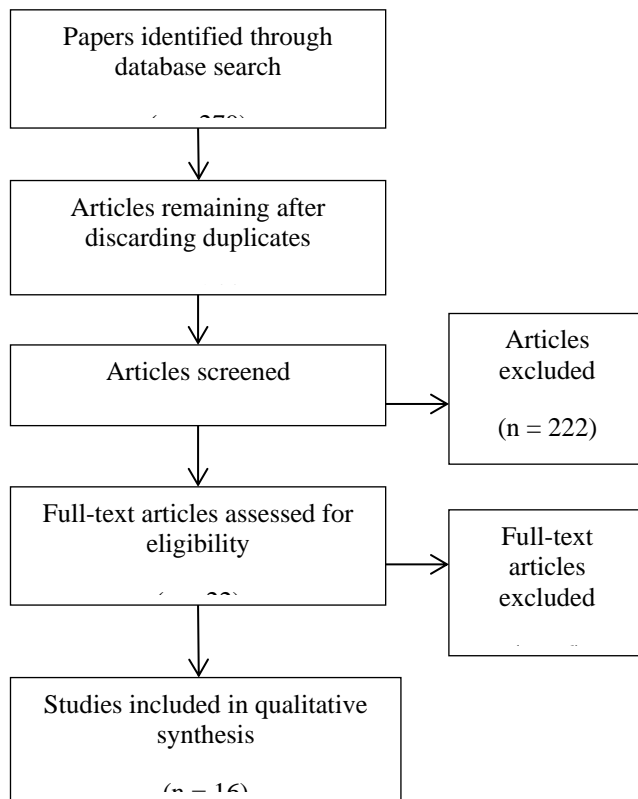 Papers identified through
database search
Articles remaining after
discarding duplicates
Articles screened
Articles
excluded
(n = 222)
Full-text articles assessed for
eligibility
Full-text
articles
excluded
Studies included in qualitative
synthesis
(n = 16)